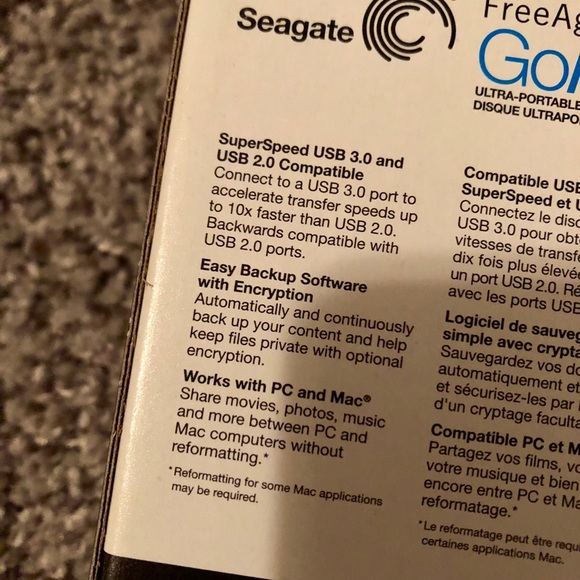 Seagate
FreeAg
Go
ULTRA-PORTABLE
DISQUE ULTRAPO
SuperSpeed USB 3.0 and
USB 2.0 Compatible
Connect to a USB 3.0 port to
accelerate transfer speeds up
to 10x faster than USB 2.0.
Backwards compatible with
USB 2.0 ports.
Easy Backup Software
with Encryption
Automatically and continuously
back up your content and help
keep files private with optional
encryption.
Works with PC and Mac®
Share movies, photos, music
and more between PC and
Mac computers without
reformatting.*
*Reformatting for some Mac applications
may be required.
Compatible USB
SuperSpeed et U
Connectez le disq
USB 3.0 pour obt
vitesses de transfe
dix fois plus élevé
un port USB 2.0. Ré
avec les ports USB
Logiciel de sauveg
simple avec crypta
Sauvegardez vos do
automatiquement et
et sécurisez-les par
d'un cryptage faculta
Compatible PC et M
Partagez vos films, vo
votre musique et bien
encore entre PC et Ma
reformatage.*
*Le reformatage peut être requi
certaines applications Mac.